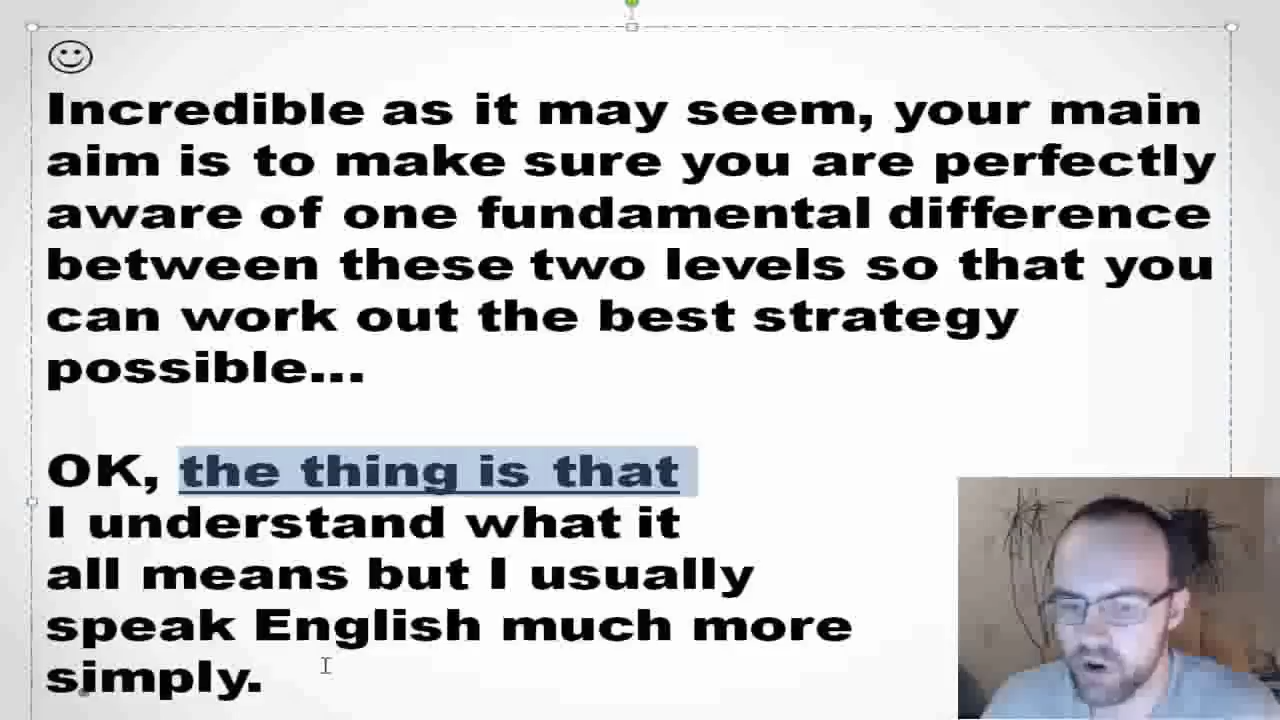 Incredible as it may seem, your main
aim is to make sure you are perfectly
aware of one fundamental difference
between these two levels so that you
can work out the best strategy
possible...
OK, the thing is that
I understand what it
all means but I usually
speak English much more
simply.